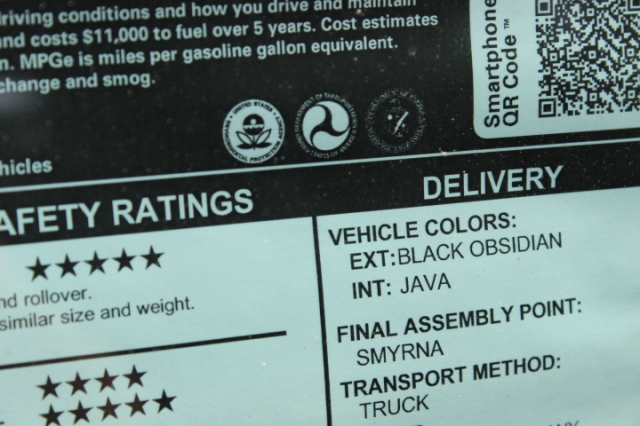 driving conditions and how you drive and maintain
and costs $11,000 to fuel over 5 years. Cost estimates
n. MPGe is miles per gasoline gallon equivalent.
change and smog.
Smartphone
QR Code™
hicles
AFETY RATINGS
★★★★★
nd rollover.
similar size and weight.
★★★★
★★★★★
DELIVERY
VEHICLE COLORS:
EXT:BLACK OBSIDIAN
INT: JAVA
FINAL ASSEMBLY POINT:
SMYRNA
TRANSPORT METHOD:
TRUCK